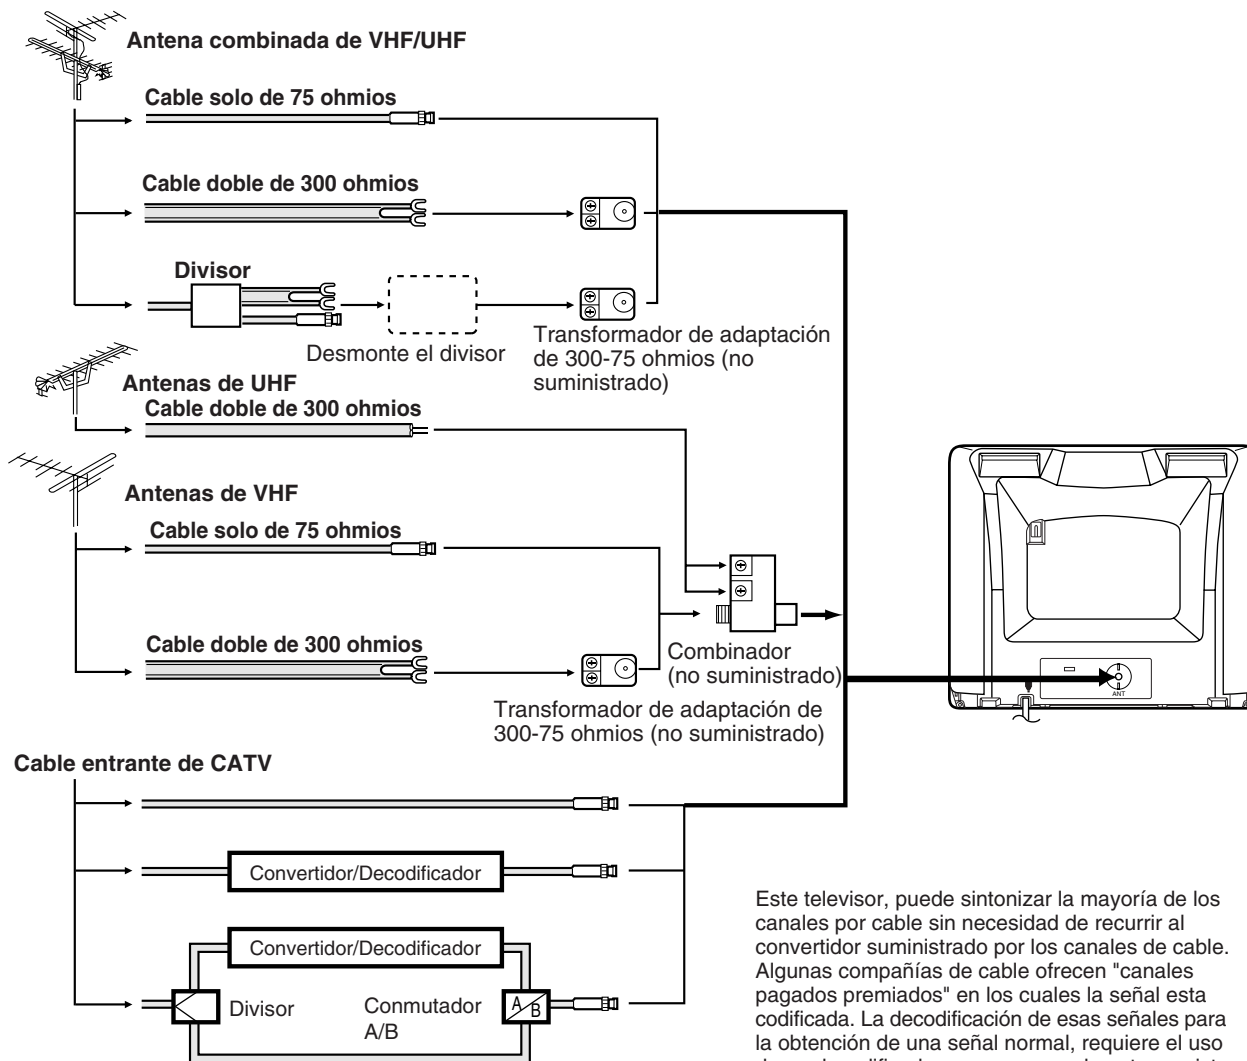 Antena combinada de VHF/UHF
Cable solo de 75 ohmios
Cable doble de 300 ohmios
Divisor
Desmonte el divisor
Transformador de adaptación
de 300-75 ohmios (no
suministrado)
Antenas de UHF
Cable doble de 300 ohmios
Antenas de VHF
Cable solo de 75 ohmios
Cable doble de 300 ohmios
Combinador
(no suministrado)
Transformador de adaptación de
300-75 ohmios (no suministrado)
ANT
Cable entrante de CATV
Convertidor/Decodificador
Convertidor/Decodificador
Divisor
Conmutador
A/B
A B
Este televisor, puede sintonizar la mayoría de los
canales por cable sin necesidad de recurrir al
convertidor suministrado por los canales de cable.
Algunas compañías de cable ofrecen "canales
pagados premiados" en los cuales la señal esta
codificada. La decodificación de esas señales para
la obtención de una señal normal, requiere el uso